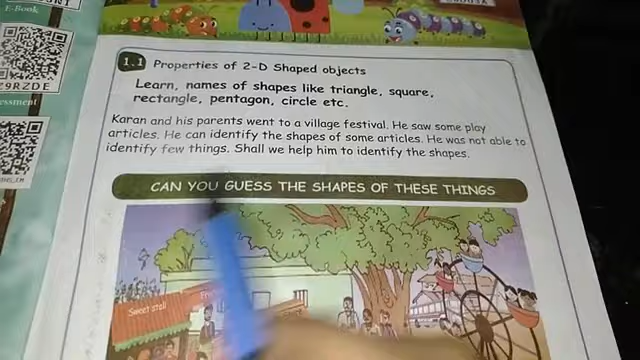 E-Book
1.1 Properties of 2-D Shaped objects
Learn, names of shapes like triangle, square,
rectangle, pentagon, circle etc.
Karan and his parents went to a village festival. He saw some play
articles. He can identify the shapes of some articles. He was not able to
identify few things. Shall we help him to identify the shapes.
CAN YOU GUESS THE SHAPES OF THESE THINGS
Sweet stall